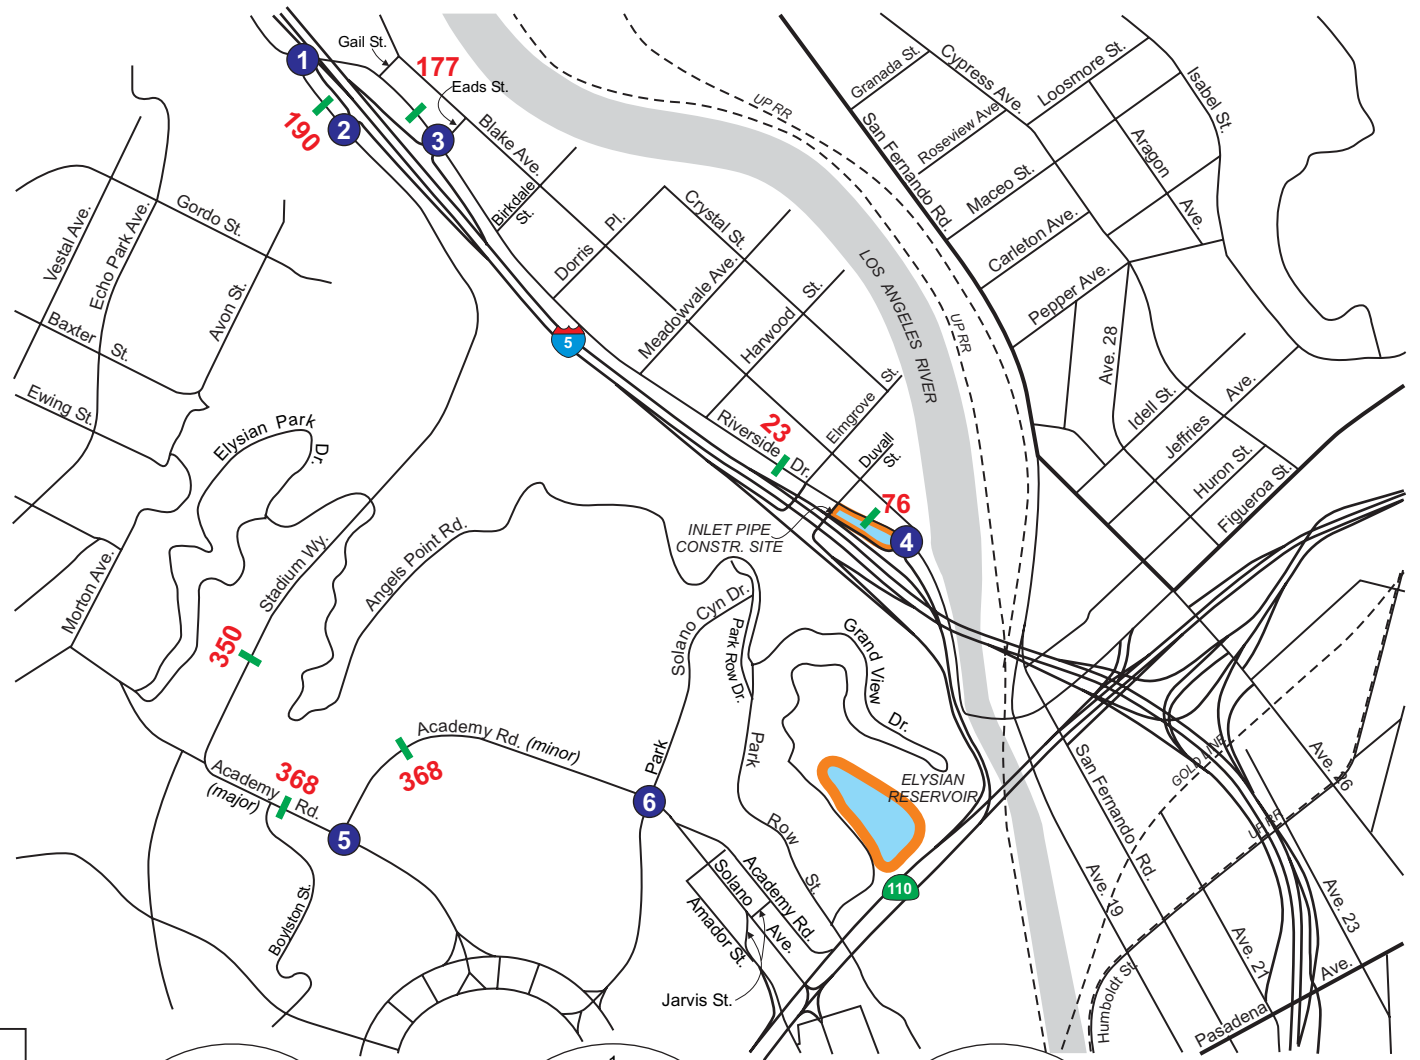 1
Gail St.
177
Eads St.
190
2
3
Blake Ave.
Birkdale
St.
UP RR
Granada St.
Cypress Ave.
Loosmore St.
Isabel St.
San Fernando Rd.
Roseview Ave.
Aragon
Ave.
Maceo St.
Carleton Ave.
Pepper Ave.
Vestal Ave.
Echo Park Ave.
Gordo St.
Avon St.
Baxter
St.
Ewing St.
Dorris
Pl.
Crystal St.
Meadowvale Ave.
Harwood
St.
LOS ANGELES RIVER
UP RR
5
Ave. 28
Idell St.
Jeffries
Ave.
Huron St.
Figueroa St.
Elysian Park
Dr.
Riverside
Dr.
23
Elmgrove
St.
Duvall
St.
76
4
INLET PIPE
CONSTR. SITE
Angels Point Rd.
Stadium Wy.
Morton Ave.
350
Solano Cyn Dr.
Park Row Dr.
Grand View
Dr.
Academy Rd. (minor)
368
Academy
Rd.
(major)
368
5
Park
6
Park
Row
St.
ELYSIAN
RESERVOIR
110
Boylston St.
Solano
Ave.
Academy Rd.
Amador St.
Jarvis St.
San Fernando
Rd.
GOLD LINE
Ave. 26
UP RR
Ave. 19
Ave. 21
Ave. 23
Humboldt St.
Pasadena
Ave.